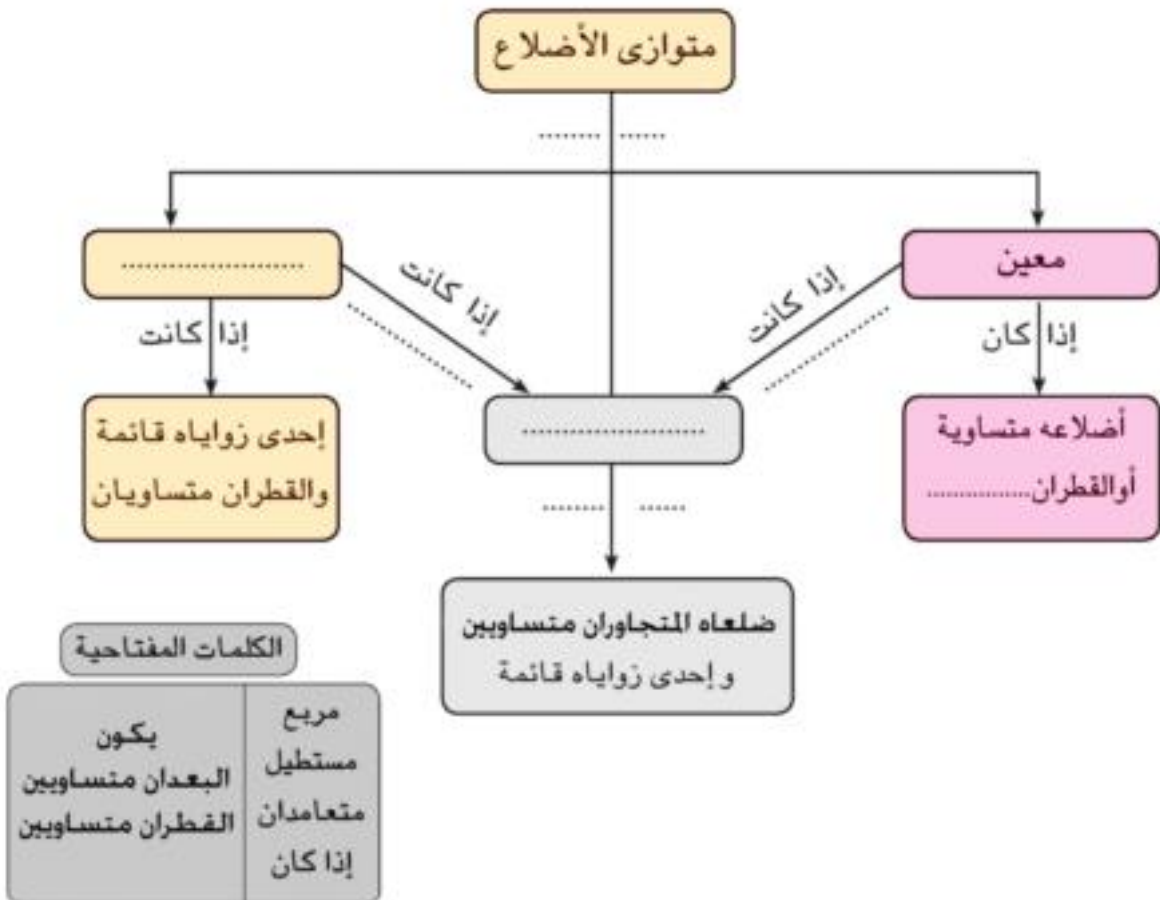 متوازى الأضلاع
........ ......
.......................
معين
إذا كانت
................
إذا كانت
................
إذا كانت
إذا كان
.......................
إحدى زواياه قائمة
والقطران متساويان
أضلاعه متساوية
أوالقطران................
........ ......
ضلعاه المتجاوران متساويين
و إحدى زواياه قائمة
الكلمات المفتاحية
مربع
مستطيل
متعامدان
إذا كان
يكون
البعدان متساويين
القطران متساويين